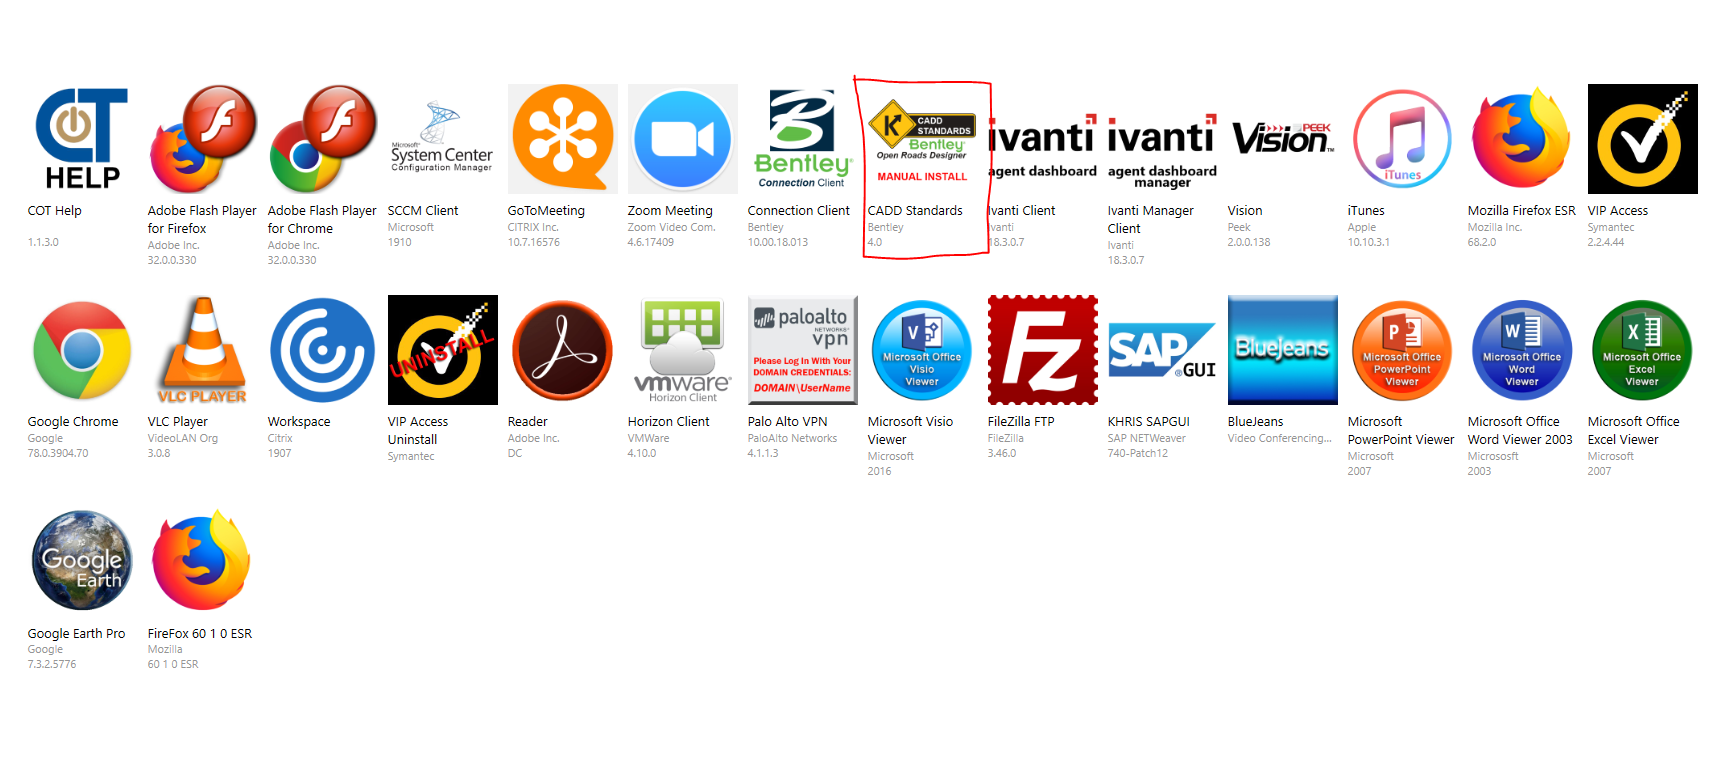 COT
HELP
COT Help
1.1.3.0
Adobe Flash Player
for Firefox
Adobe Inc.
32.0.0.330
Adobe Flash Player
for Chrome
Adobe Inc.
32.0.0.330
Microsoft®
System Center
Configuration Manager
SCCM Client
Microsoft
1910
GoToMeeting
CITRIX Inc.
10.7.16576
Zoom Meeting
Zoom Video Com.
4.6.17409
Bentley®
Connection Client
Connection Client
Bentley
10.00.18.013
K CADD
STANDARDS
Bentley®
Open Roads Designer
MANUAL INSTALL
CADD Standards
Bentley
4.0
ivanti
agent dashboard
Ivanti Client
Ivanti
18.3.0.7
ivanti
agent dashboard
manager
Ivanti Manager
Client
Ivanti
18.3.0.7
PEEK
Vision™
Vision
Peek
2.0.0.138
iTunes
iTunes
Apple
10.10.3.1
Mozilla Firefox ESR
Mozilla Inc.
68.2.0
VIP Access
Symantec
2.2.4.44
Google Chrome
Google
78.0.3904.70
VLC PLAYER
VLC Player
VideoLAN Org
3.0.8
Workspace
Citrix
1907
UNINSTALL
VIP Access
Uninstall
Symantec
Reader
Adobe Inc.
DC
vmware®
Horizon Client
Horizon Client
VMWare
4.10.0
paloalto
NETWORKS®
vpn
Please Log In With Your
DOMAIN CREDENTIALS:
DOMAIN\UserName
Palo Alto VPN
PaloAlto Networks
4.1.1.3
V
Microsoft Office
Visio
Viewer
Microsoft Visio
Viewer
Microsoft
2016
Fz
FileZilla FTP
FileZilla
3.46.0
SAP
@GUI
KHRIS SAPGUI
SAP NETWeaver
740-Patch12
BlueJeans
BlueJeans
Video Conferencing...
P
Microsoft Office
PowerPoint
Viewer
Microsoft
PowerPoint Viewer
Microsoft
2007
W
Microsoft Office
Word
Viewer
Microsoft Office
Word Viewer 2003
Micrososft
2003
X
Microsoft Office
Excel
Viewer
Microsoft Office
Excel Viewer
Microsoft
2007
Google
Earth
Google Earth Pro
Google
7.3.2.5776
FireFox 60 1 0 ESR
Mozilla
60 1 0 ESR